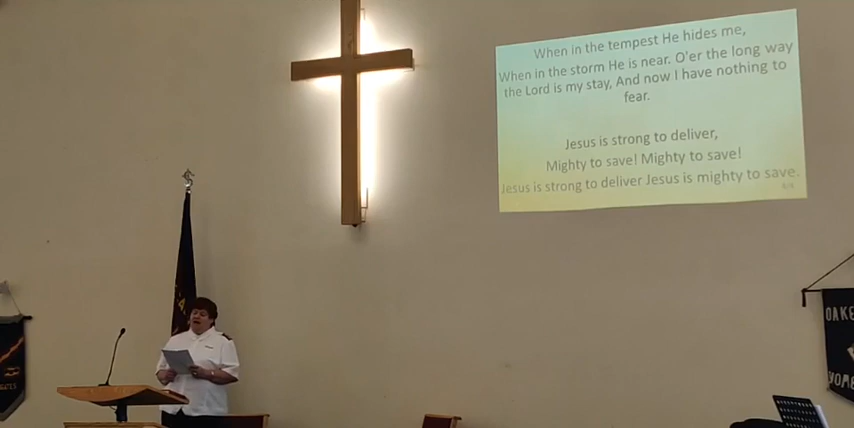 When in the tempest He hides me,
When in the storm He is near. O'er the long way
the Lord is my stay, And now I have nothing to
fear.
Jesus is strong to deliver,
Mighty to save! Mighty to save!
Jesus is strong to deliver Jesus is mighty to save.
OAKE